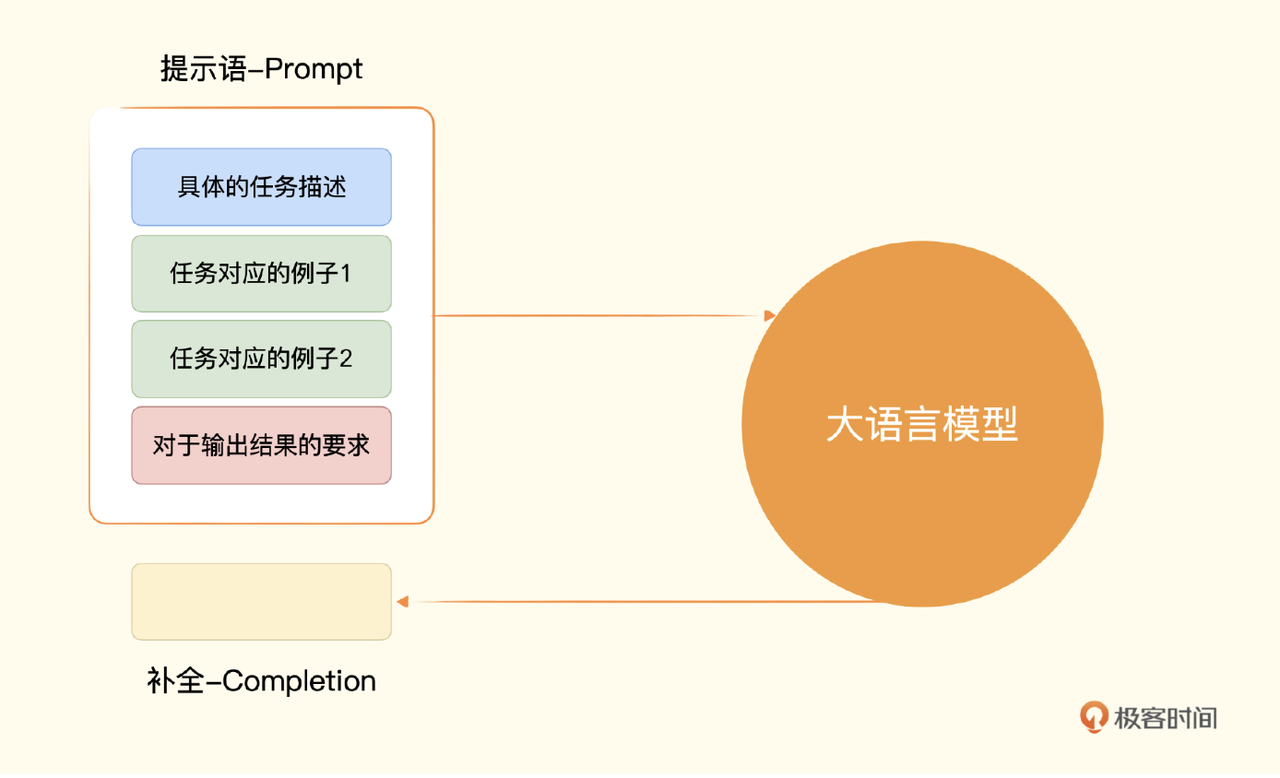 提示语-Prompt
具体的任务描述
任务对应的例子1
任务对应的例子2
对于输出结果的要求
大语言模型
补全-Completion
极客时间